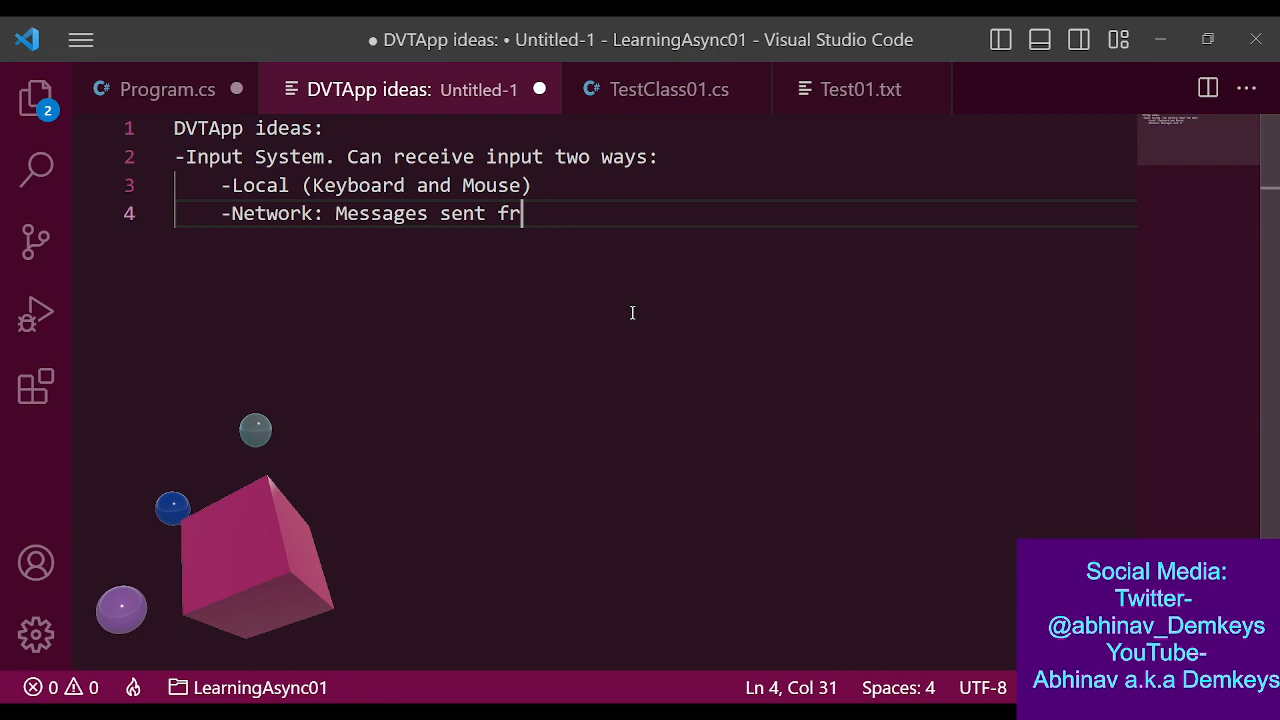 ● DVTApp ideas: • Untitled-1 - LearningAsync01 - Visual Studio Code
2
C# Program.cs
DVTApp ideas: Untitled-1
C# TestClass01.cs
Test01.txt
1 DVTApp ideas:
2 -Input System. Can receive input two ways:
3 -Local (Keyboard and Mouse)
4 -Network: Messages sent fr
Social Media:
Twitter-
@abhinav_Demkeys
YouTube-
Abhinav a.k.a Demkeys
0 0 LearningAsync01 Ln 4, Col 31 Spaces: 4 UTF-8